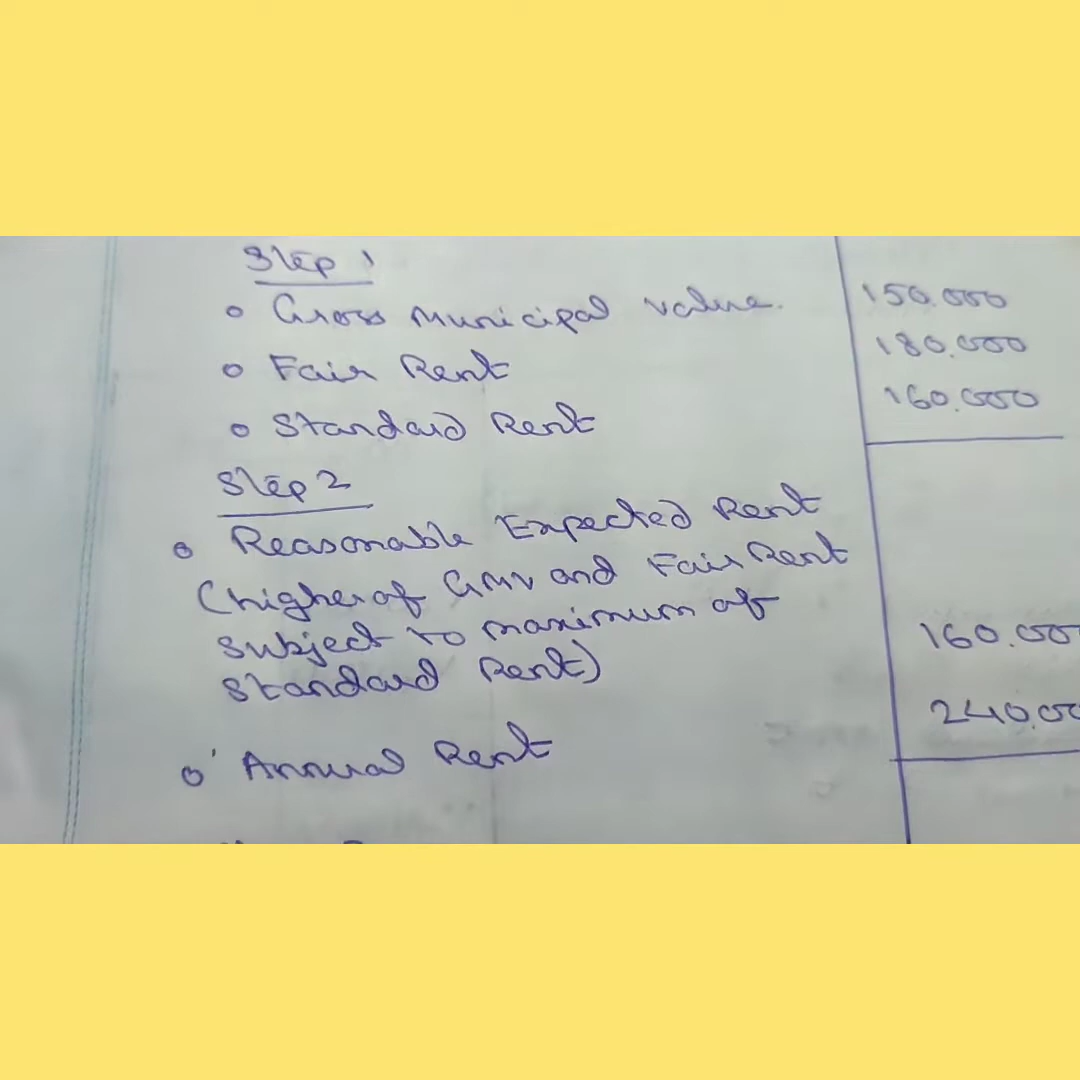 Step 1
Gross municipal value. 150.000
Fair Rent 180.000
Standard Rent 160.000
Step 2
Reasonable Expected Rent
(higher of GMV and Fair Rent
subject to maximum of
standard Rent) 160.000
Annual Rent 240.00